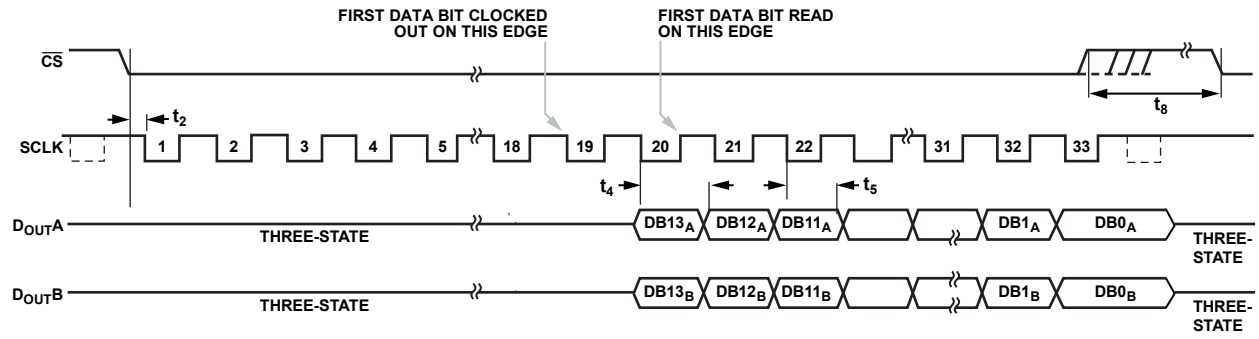 FIRST DATA BIT CLOCKED
OUT ON THIS EDGE
FIRST DATA BIT READ
ON THIS EDGE
CS
t8
t2
SCLK
1 2 3 4 5 18 19 20 21 22 31 32 33
t4
t5
DOUTA
THREE-STATE
DB13A DB12A DB11A DB1A DB0A
THREE-
STATE
DOUTB
THREE-STATE
DB13B DB12B DB11B DB1B DB0B
THREE-
STATE